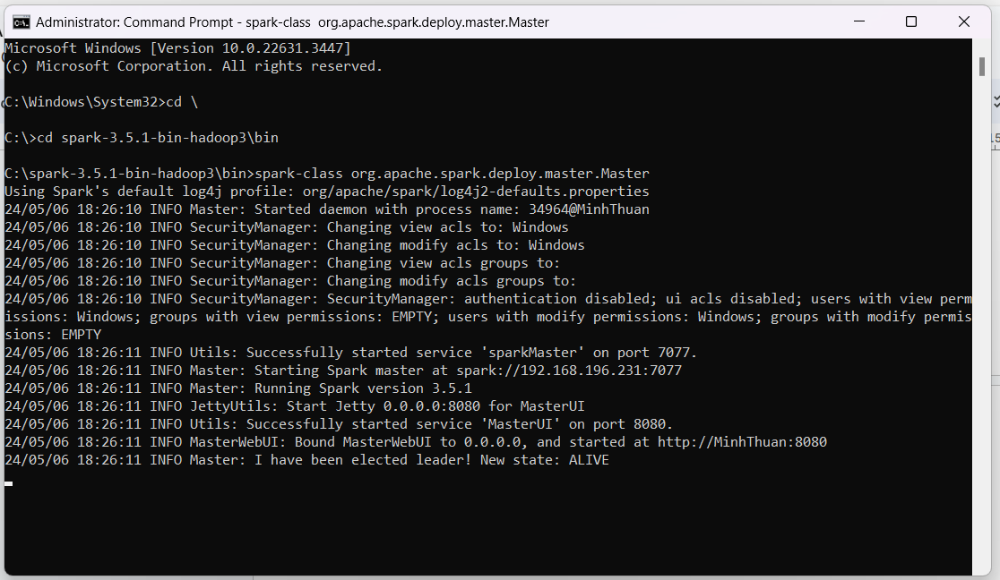 Administrator: Command Prompt - spark-class  org.apache.spark.deploy.master.Master
Microsoft Windows [Version 10.0.22631.3447]
(c) Microsoft Corporation. All rights reserved.
C:\Windows\System32>cd \
C:\>cd spark-3.5.1-bin-hadoop3\bin
C:\spark-3.5.1-bin-hadoop3\bin>spark-class org.apache.spark.deploy.master.Master
Using Spark's default log4j profile: org/apache/spark/log4j2-defaults.properties
24/05/06 18:26:10 INFO Master: Started daemon with process name: 34964@MinhThuan
24/05/06 18:26:10 INFO SecurityManager: Changing view acls to: Windows
24/05/06 18:26:10 INFO SecurityManager: Changing modify acls to: Windows
24/05/06 18:26:10 INFO SecurityManager: Changing view acls groups to:
24/05/06 18:26:10 INFO SecurityManager: Changing modify acls groups to:
24/05/06 18:26:10 INFO SecurityManager: SecurityManager: authentication disabled; ui acls disabled; users with view perm
issions: Windows; groups with view permissions: EMPTY; users with modify permissions: Windows; groups with modify permis
sions: EMPTY
24/05/06 18:26:11 INFO Utils: Successfully started service 'sparkMaster' on port 7077.
24/05/06 18:26:11 INFO Master: Starting Spark master at spark://192.168.196.231:7077
24/05/06 18:26:11 INFO Master: Running Spark version 3.5.1
24/05/06 18:26:11 INFO JettyUtils: Start Jetty 0.0.0.0:8080 for MasterUI
24/05/06 18:26:11 INFO Utils: Successfully started service 'MasterUI' on port 8080.
24/05/06 18:26:11 INFO MasterWebUI: Bound MasterWebUI to 0.0.0.0, and started at http://MinhThuan:8080
24/05/06 18:26:11 INFO Master: I have been elected leader! New state: ALIVE